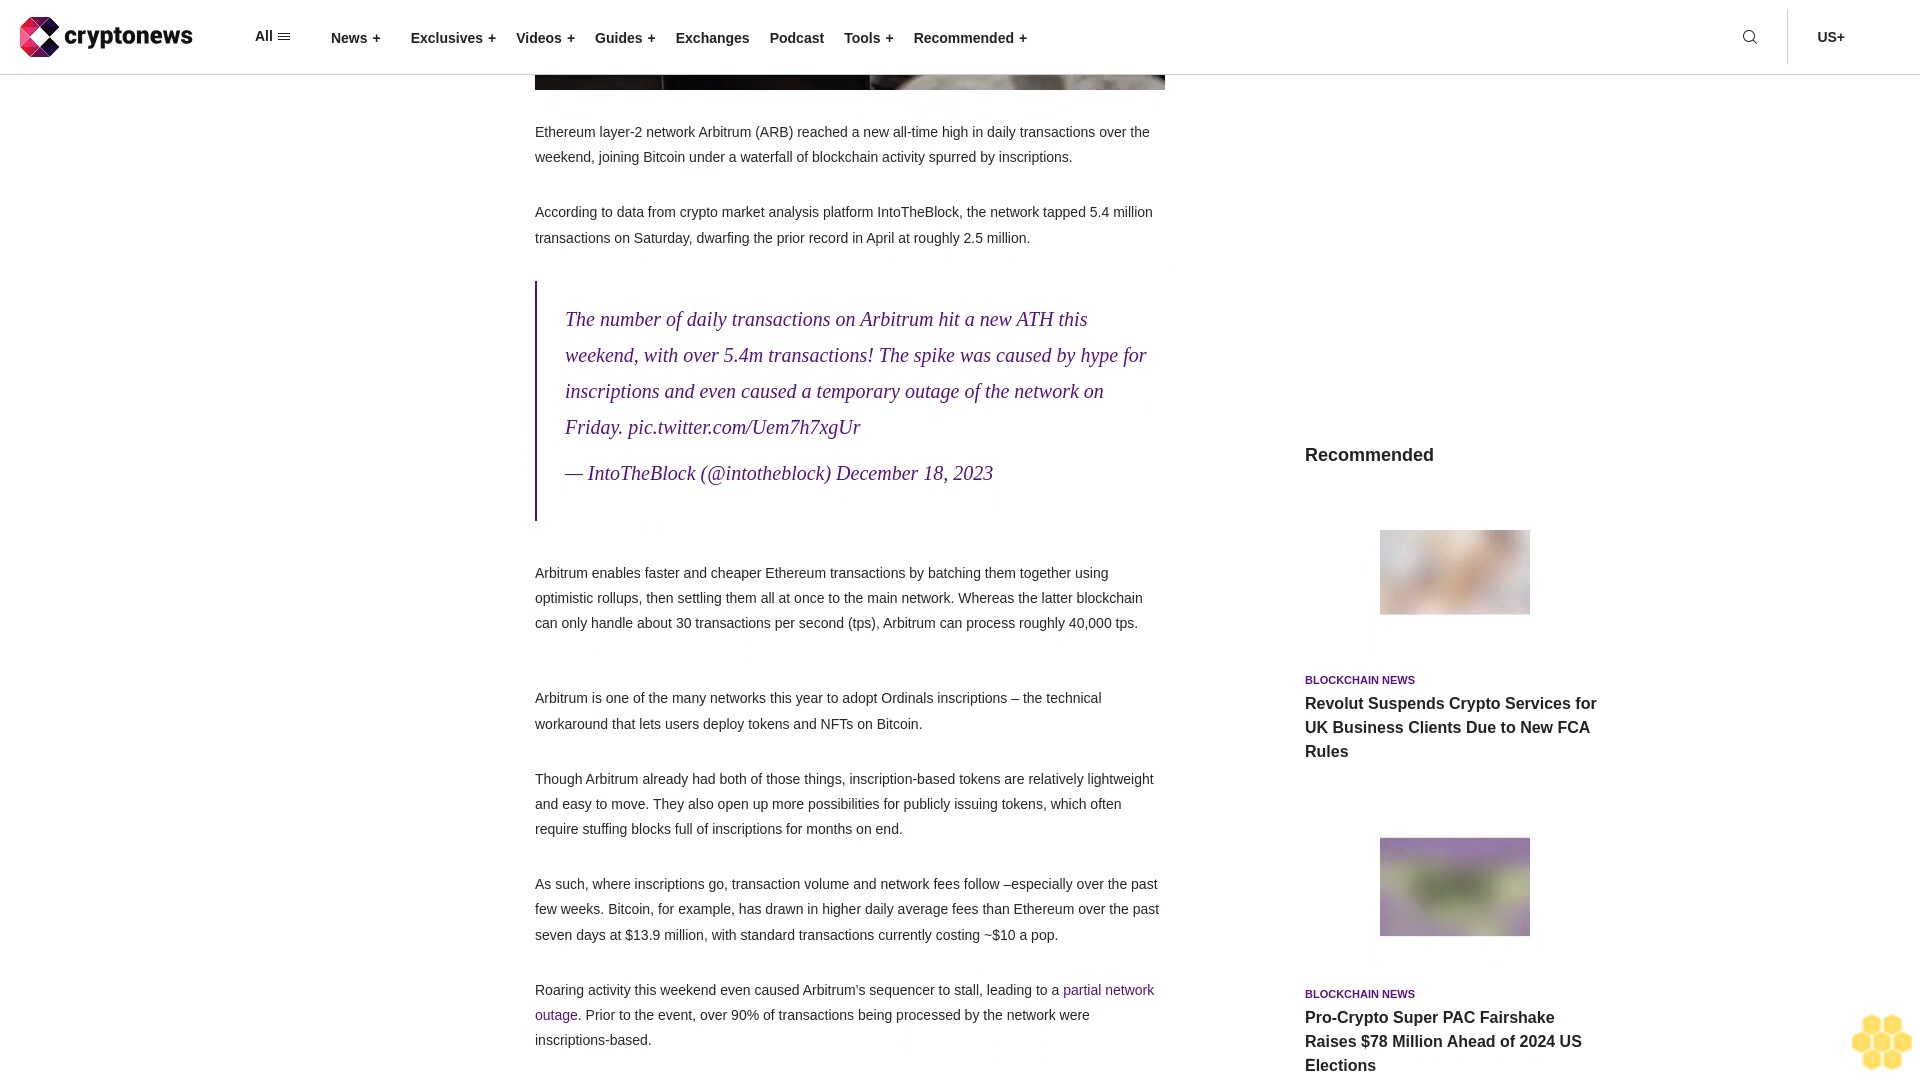 cryptonews
All
News +
Exclusives +
Videos +
Guides +
Exchanges
Podcast
Tools +
Recommended +
US+
Ethereum layer-2 network Arbitrum (ARB) reached a new all-time high in daily transactions over the
weekend, joining Bitcoin under a waterfall of blockchain activity spurred by inscriptions.
According to data from crypto market analysis platform IntoTheBlock, the network tapped 5.4 million
transactions on Saturday, dwarfing the prior record in April at roughly 2.5 million.
The number of daily transactions on Arbitrum hit a new ATH this
weekend, with over 5.4m transactions! The spike was caused by hype for
inscriptions and even caused a temporary outage of the network on
Friday. pic.twitter.com/Uem7h7xgUr
— IntoTheBlock (@intotheblock) December 18, 2023
Arbitrum enables faster and cheaper Ethereum transactions by batching them together using
optimistic rollups, then settling them all at once to the main network. Whereas the latter blockchain
can only handle about 30 transactions per second (tps), Arbitrum can process roughly 40,000 tps.
Arbitrum is one of the many networks this year to adopt Ordinals inscriptions – the technical
workaround that lets users deploy tokens and NFTs on Bitcoin.
Though Arbitrum already had both of those things, inscription-based tokens are relatively lightweight
and easy to move. They also open up more possibilities for publicly issuing tokens, which often
require stuffing blocks full of inscriptions for months on end.
As such, where inscriptions go, transaction volume and network fees follow –especially over the past
few weeks. Bitcoin, for example, has drawn in higher daily average fees than Ethereum over the past
seven days at $13.9 million, with standard transactions currently costing ~$10 a pop.
Roaring activity this weekend even caused Arbitrum’s sequencer to stall, leading to a partial network
outage. Prior to the event, over 90% of transactions being processed by the network were
inscriptions-based.
Recommended
BLOCKCHAIN NEWS
Revolut Suspends Crypto Services for
UK Business Clients Due to New FCA
Rules
BLOCKCHAIN NEWS
Pro-Crypto Super PAC Fairshake
Raises $78 Million Ahead of 2024 US
Elections